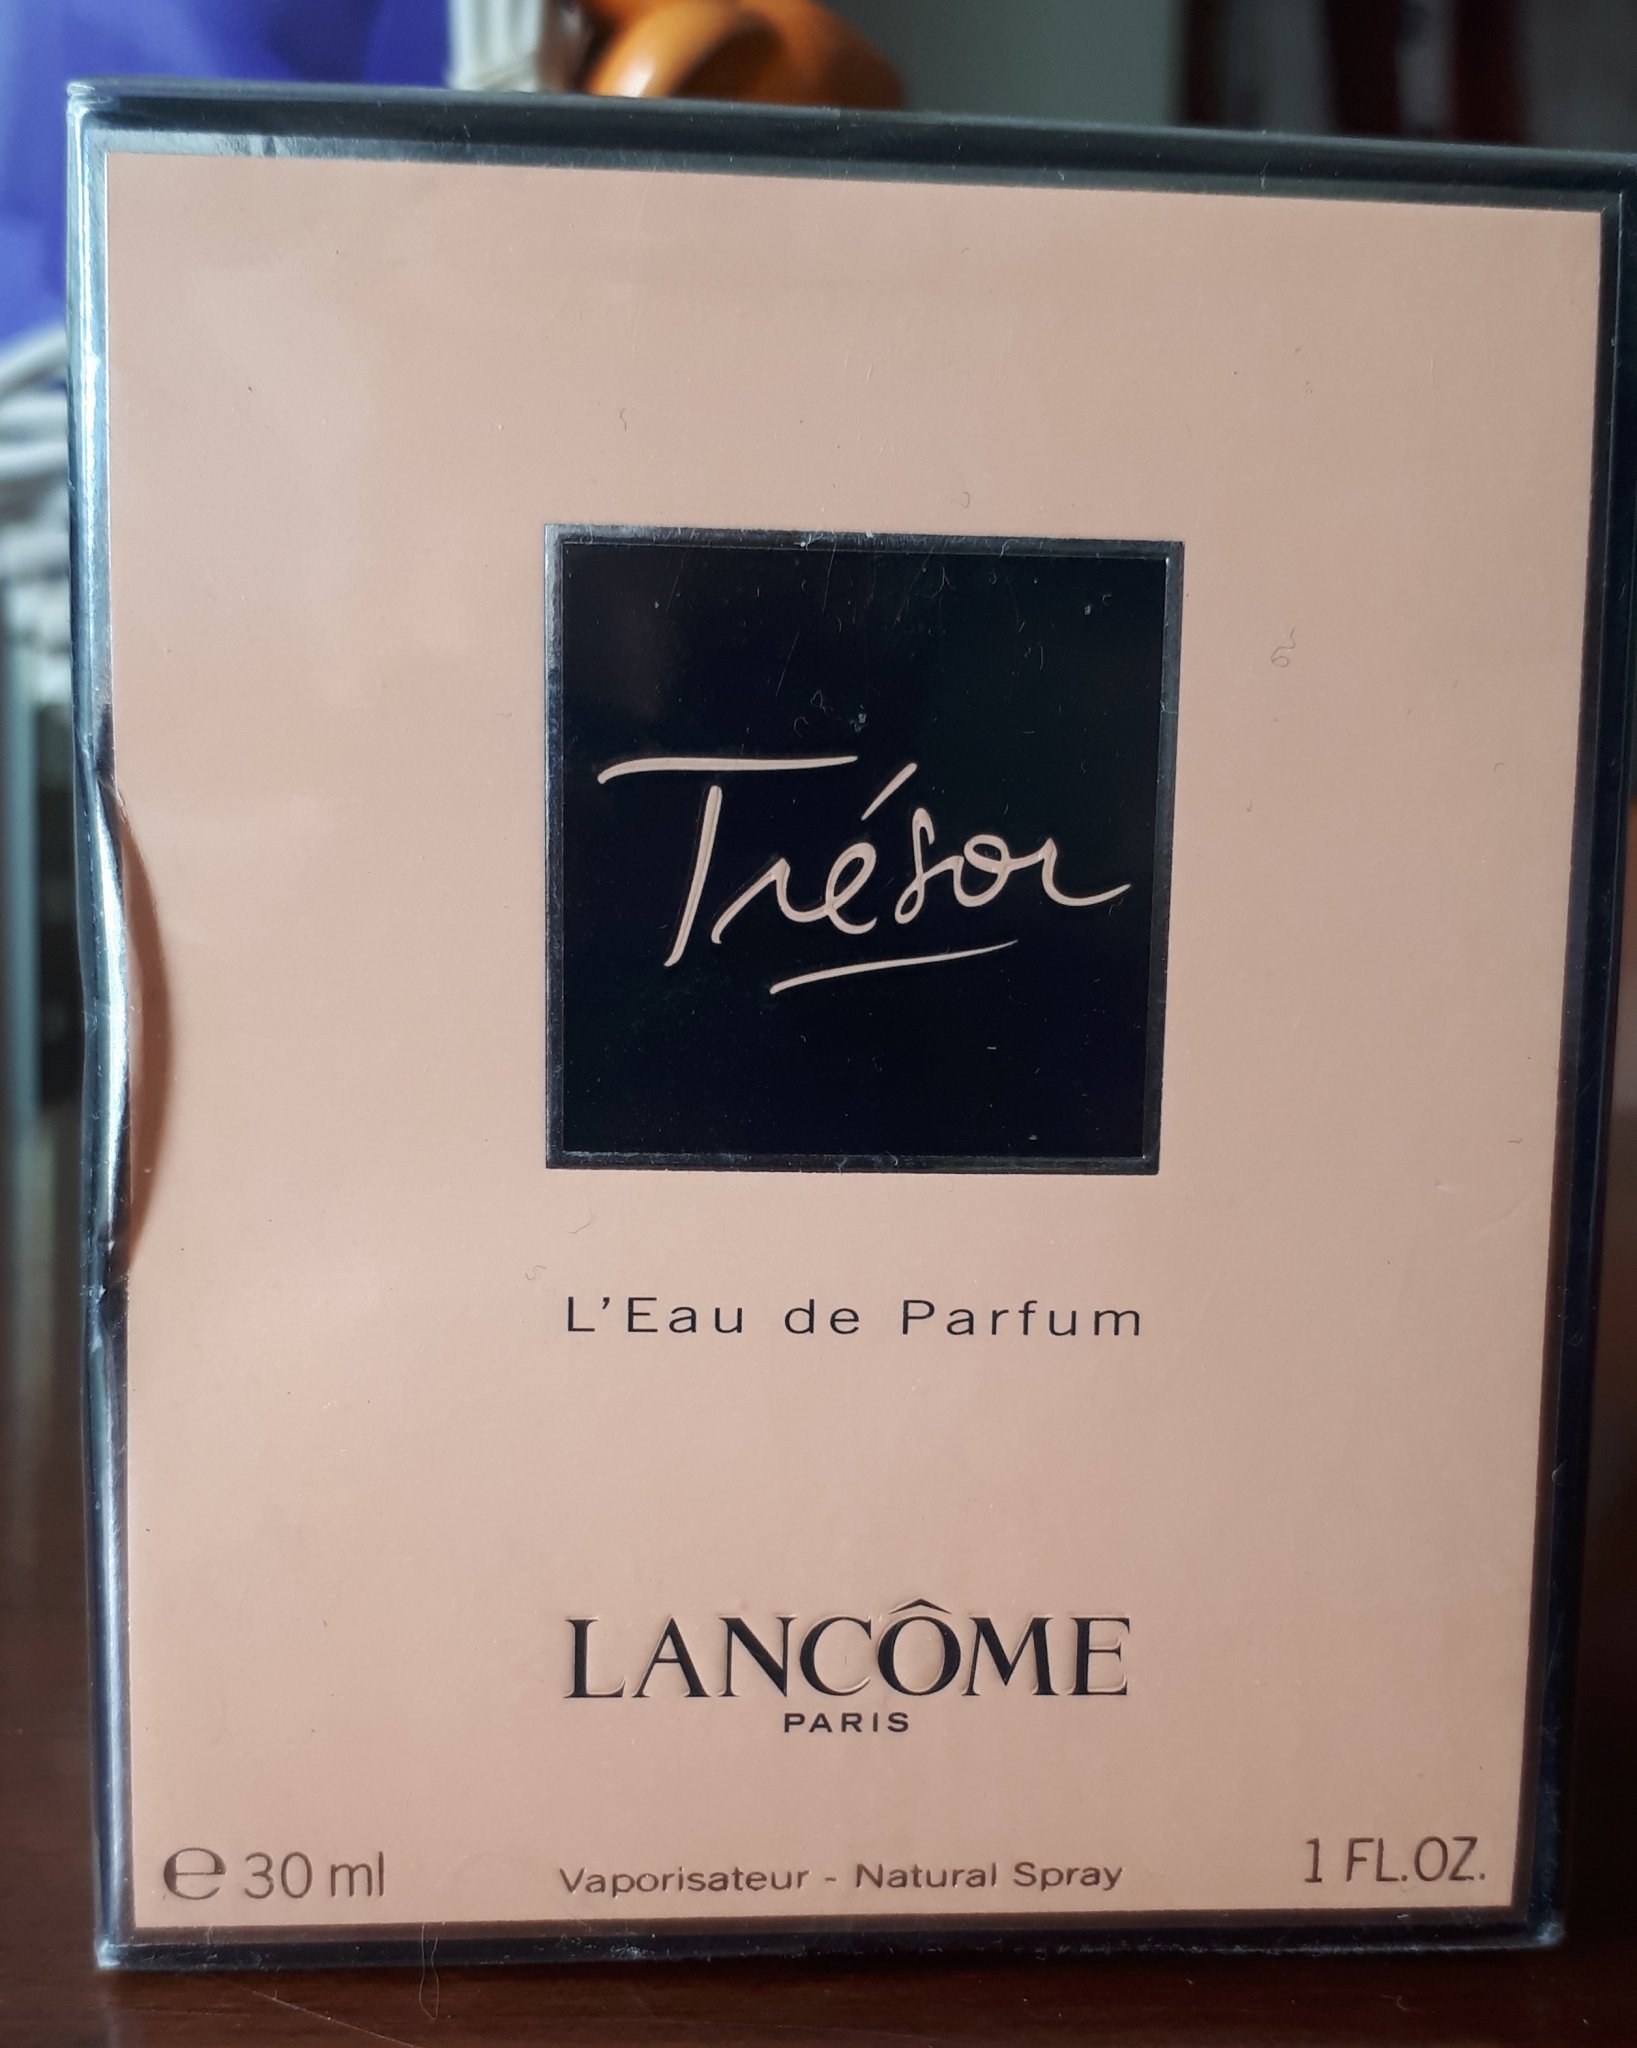 Trésor
L'Eau de Parfum
LANCÔME
PARIS
℮ 30 ml
Vaporisateur - Natural Spray
1 FL.OZ.